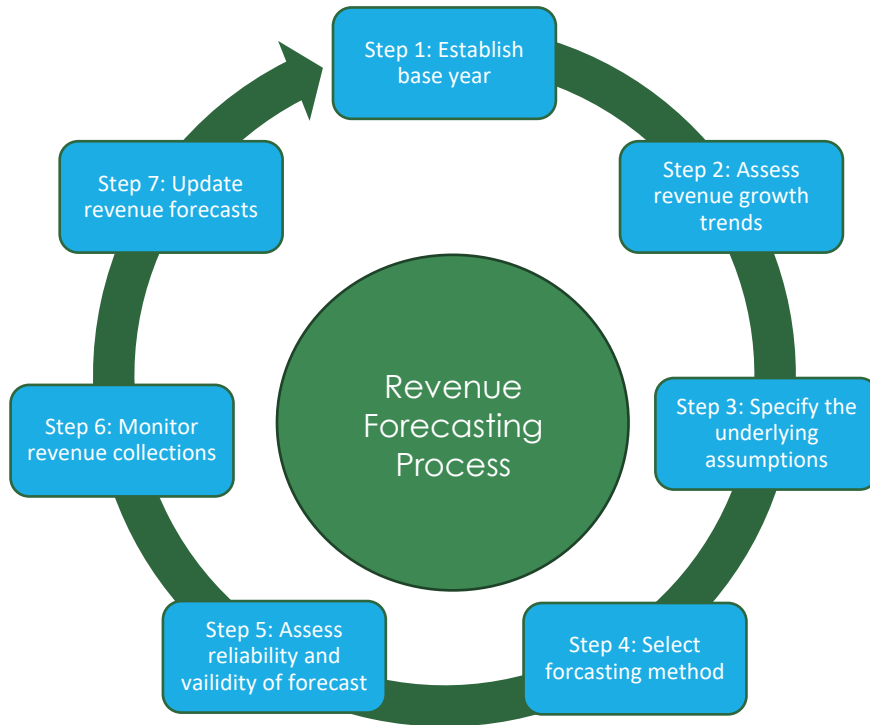 Step 1: Establish
base year
Step 2: Assess
revenue growth
trends
Step 3: Specify the
underlying
assumptions
Step 4: Select
forcasting method
Step 5: Assess
reliability and
vailidity of forecast
Step 6: Monitor
revenue collections
Step 7: Update
revenue forecasts
Revenue
Forecasting
Process